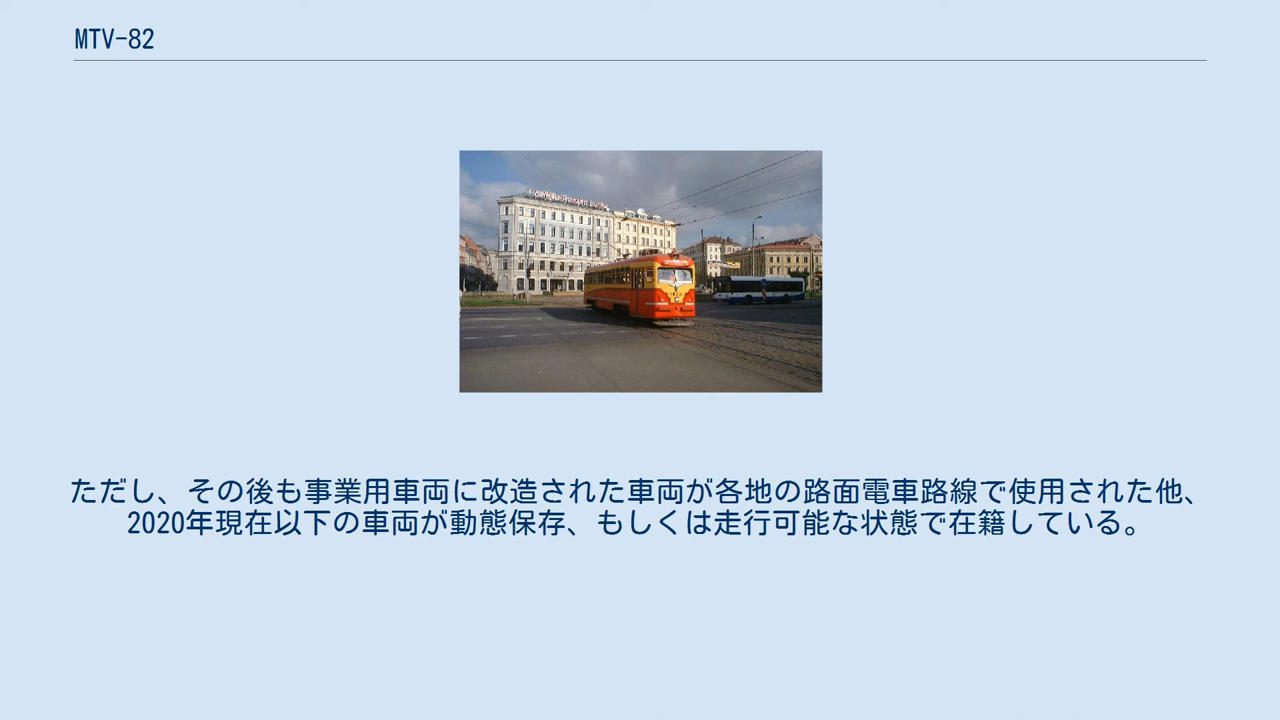 MTV-82
ただし、その後も事業用車両に改造された車両が各地の路面電車路線で使用された他、
2020年現在以下の車両が動態保存、もしくは走行可能な状態で在籍している。